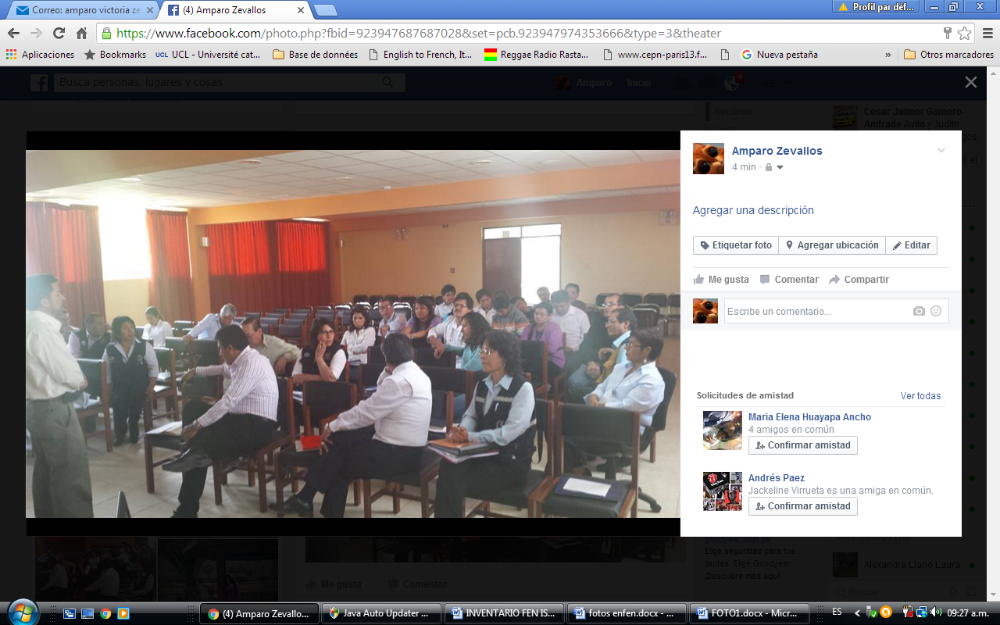 Correo: amparo victoria ze
(4) Amparo Zevallos
Profil par déf...
https://www.facebook.com/photo.php?fbid=923947687687028&set=pcb.923947974353666&type=3&theater
Aplicaciones
Bookmarks
UCL UCL - Université cat...
Base de données
English to French, It...
Reggae Radio Rasta...
www.cepn-paris13.f...
Nueva pestaña
»
Otros marcadores
Busca personas, lugares y cosas
Amparo
Inicio
4
Reciente
Cesar Julmer Gamero-
Andrade Avila y Judith
Amparo Zevallos
4 min ·
Agregar una descripción
Etiquetar foto
Agregar ubicación
Editar
Me gusta
Comentar
Compartir
Escribe un comentario...
Solicitudes de amistad
Ver todas
Maria Elena Huayapa Ancho
4 amigos en común
Confirmar amistad
Andrés Paez
Jackeline Virrueta es una amiga en común.
Confirmar amistad
goodyear.com.pe
Elige seguridad para tus
llantas. Elige Goodyear.
¡Descubre más aquí!
Alexandra Llano Laura
Me gusta
Comentar
Buscar
(4) Amparo Zevallo...
Java Auto Updater
INVENTARIO FEN IS...
fotos enfen.docx - ...
FOTO1.docx - Micr...
ES
09:27 a.m.